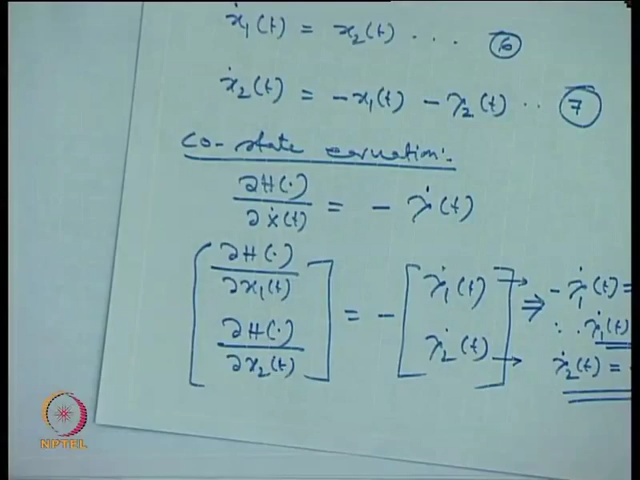 ẋ₁(t) = x₂(t) ... ⑥
ẋ₂(t) = -x₁(t) - λ₂(t) .. ⑦
Co-state equation:
∂H(·)/∂ẋ(t) = - λ̇(t)
[∂H(·)/∂x₁(t) ∂H(·)/∂x₂(t)] = - [λ̇₁(t) → λ̇₂(t) →] ⇒ - λ̇₁(t) =
∴ λ̇₁(t)
λ̇₂(t) =
NPTEL